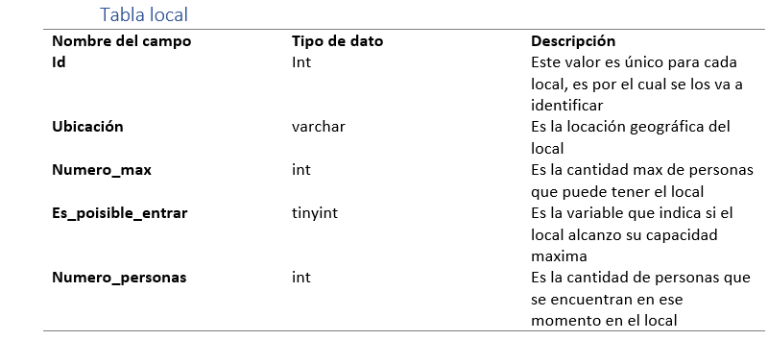 Tabla local
Nombre del campo Tipo de dato Descripción
Id Int Este valor es único para cada
local, es por el cual se los va a
identificar
Ubicación varchar Es la locación geográfica del
local
Numero_max int Es la cantidad max de personas
que puede tener el local
Es_poisible_entrar tinyint Es la variable que indica si el
local alcanzo su capacidad
maxima
Numero_personas int Es la cantidad de personas que
se encuentran en ese
momento en el local